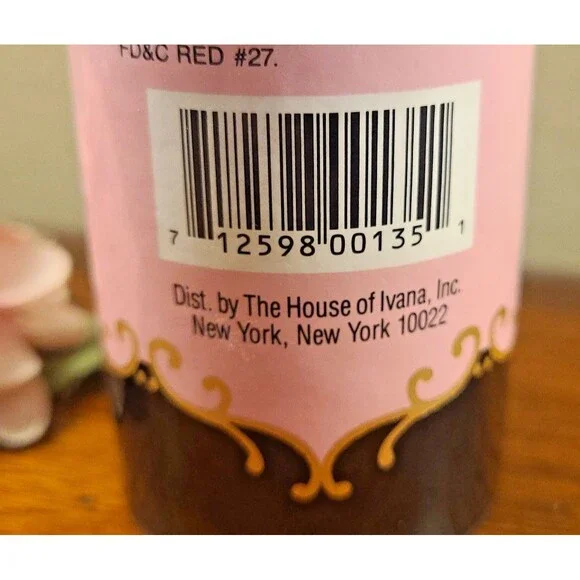 FD&C RED #27.
7 12598 00135 1
Dist. by The House of Ivana, Inc.
New York, New York 10022